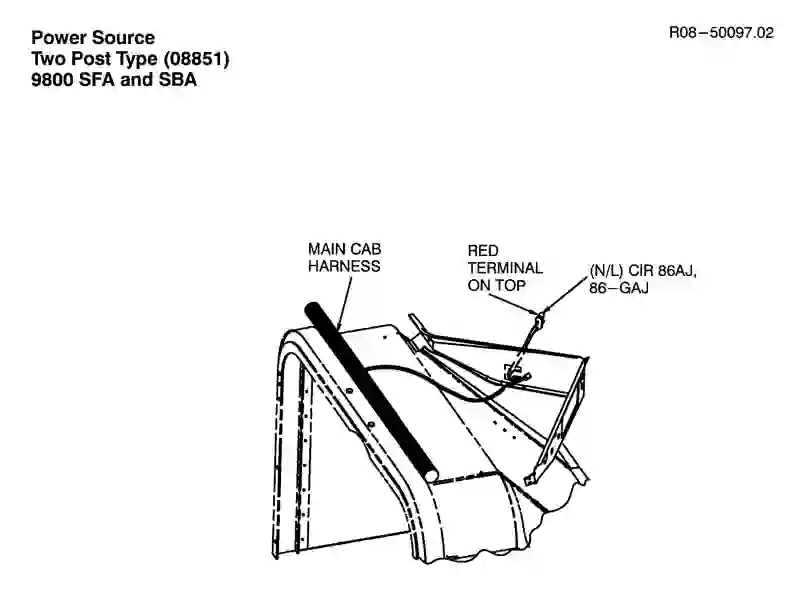 Power Source
Two Post Type (08851)
9800 SFA and SBA
R08-50097.02
MAIN CAB
HARNESS
RED
TERMINAL
ON TOP
(N/L) CIR 86AJ,
86-GAJ